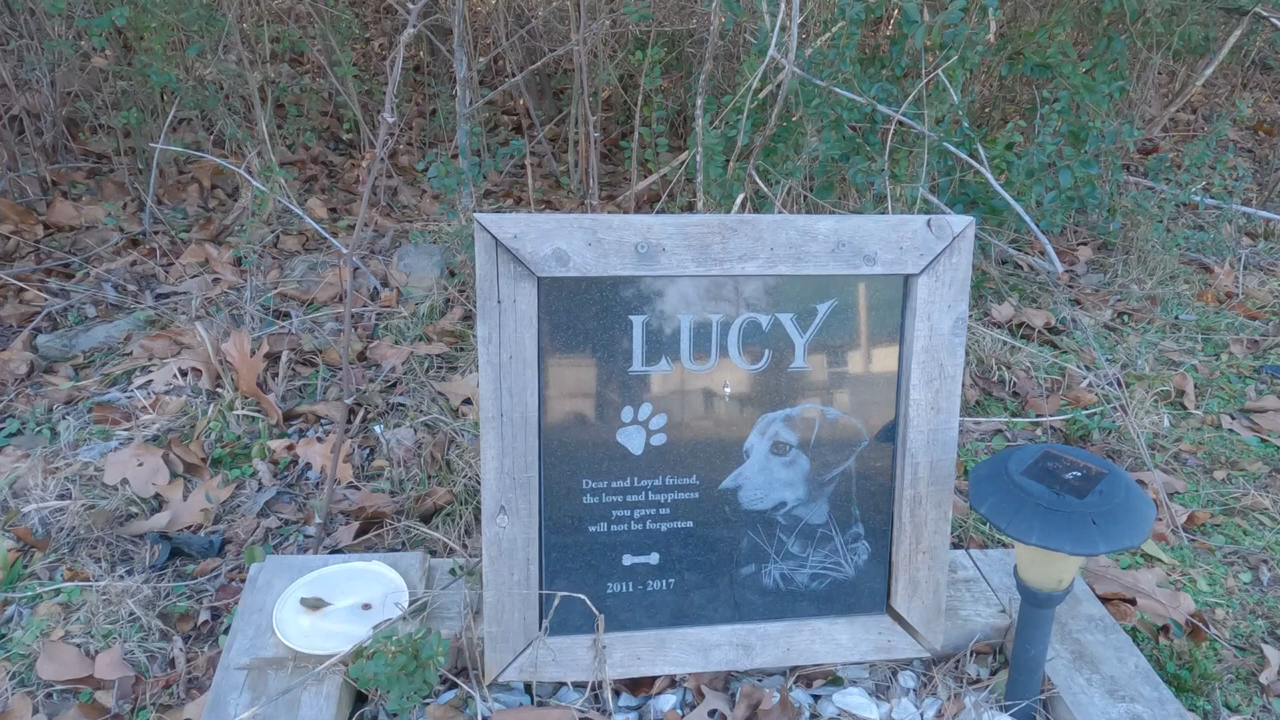 LUCY
Dear and Loyal friend,
the love and happiness
you gave us
will not be forgotten
2011 - 2017